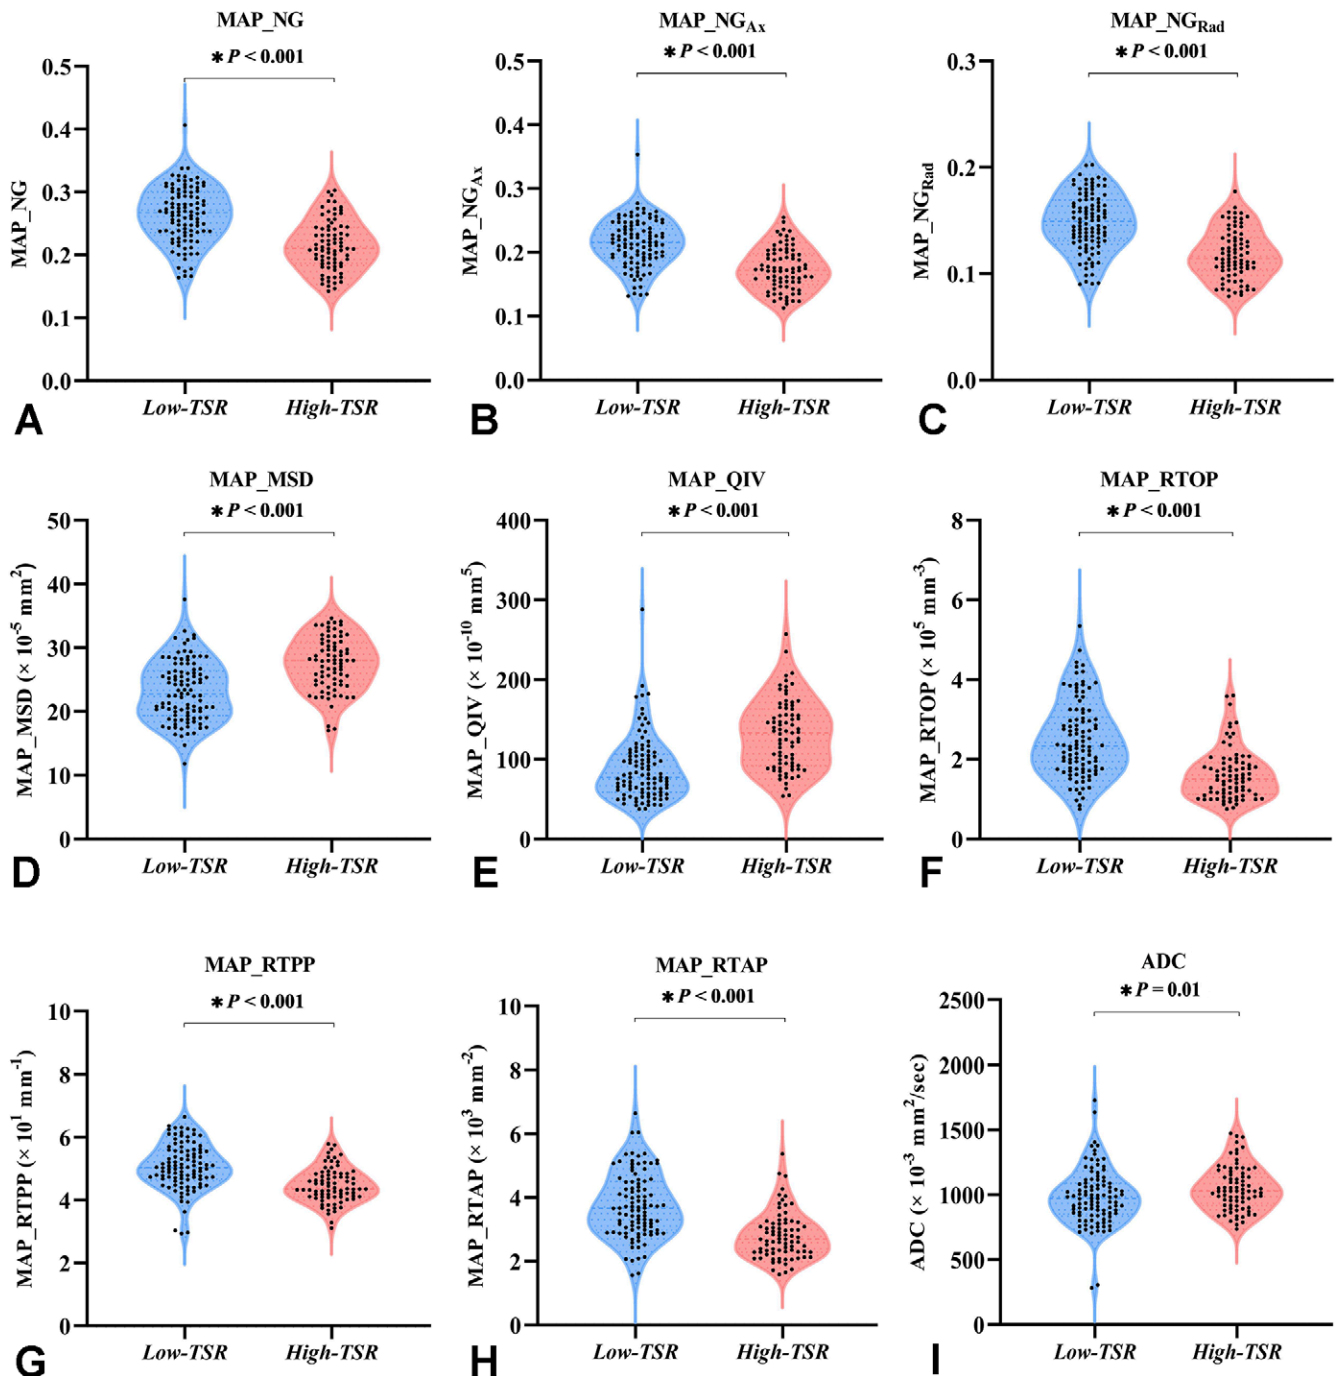 MAP_NG
* P < 0.001
0.5
0.4
0.3
0.2
0.1
0.0
MAP_NG
Low-TSR
High-TSR
A
MAP_NG_Ax
* P < 0.001
0.5
0.4
0.3
0.2
0.1
0.0
MAP_NG_Ax
Low-TSR
High-TSR
B
MAP_NG_Rad
* P < 0.001
0.3
0.2
0.1
0.0
MAP_NG_Rad
Low-TSR
High-TSR
C
MAP_MSD
* P < 0.001
50
40
30
20
10
0
MAP_MSD (× 10⁻⁵ mm²)
Low-TSR
High-TSR
D
MAP_QIV
* P < 0.001
400
300
200
100
0
MAP_QIV (× 10⁻¹⁰ mm⁵)
Low-TSR
High-TSR
E
MAP_RTOP
* P < 0.001
8
6
4
2
0
MAP_RTOP (× 10⁵ mm⁻³)
Low-TSR
High-TSR
F
MAP_RTPP
* P < 0.001
10
8
6
4
2
0
MAP_RTPP (× 10¹ mm⁻¹)
Low-TSR
High-TSR
G
MAP_RTAP
* P < 0.001
10
8
6
4
2
0
MAP_RTAP (× 10³ mm⁻²)
Low-TSR
High-TSR
H
ADC
* P = 0.01
2500
2000
1500
1000
500
0
ADC (× 10⁻³ mm²/sec)
Low-TSR
High-TSR
I